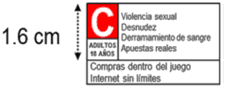 1.6 cm
C
ADULTOS
18 AÑOS
Violencia sexual
Desnudez
Derramamiento de sangre
Apuestas reales
Compras dentro del juego
Internet sin límites